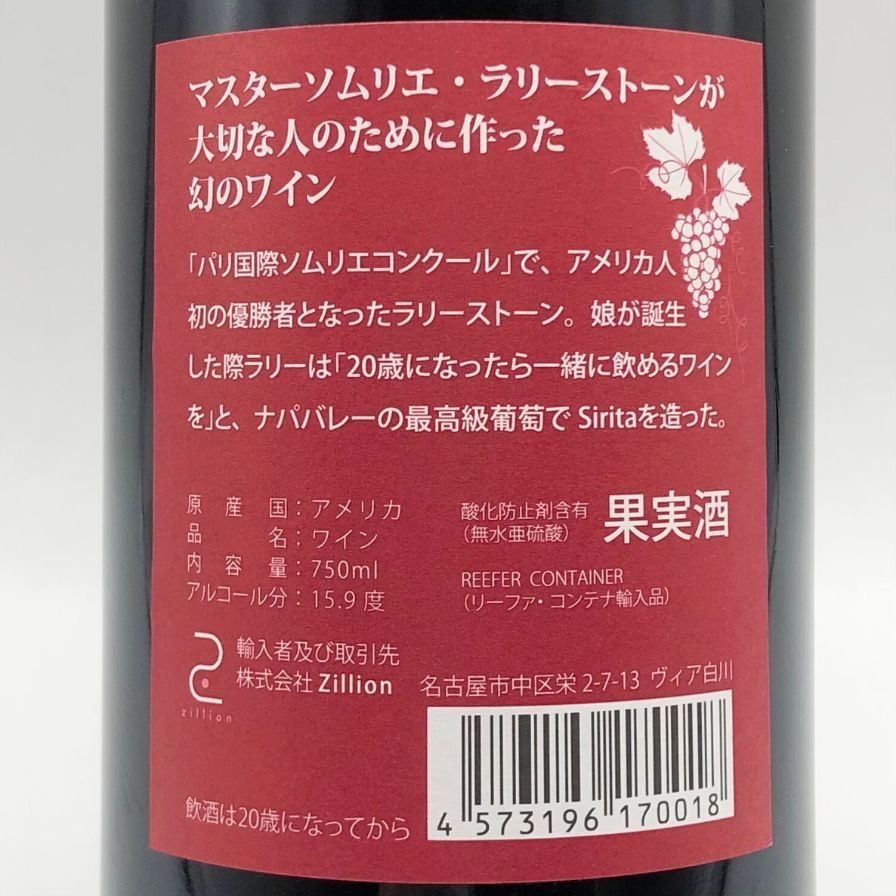 マスターソムリエ・ラリーストーンが
大切な人のために作った
幻のワイン
「パリ国際ソムリエコンクール」で、アメリカ人
初の優勝者となったラリーストーン。娘が誕生
した際ラリーは「20歳になったら一緒に飲めるワイン
を」と、ナパバレーの最高級葡萄で Siritaを造った。
原産国：アメリカ
品名：ワイン
内容量：750ml
アルコール分：15.9度
酸化防止剤含有
（無水亜硫酸）
果実酒
REEFER CONTAINER
（リーファ・コンテナ輸入品）
zillion
輸入者及び取引先
株式会社 Zillion 名古屋市中区栄 2-7-13 ヴィア白川
4 573196 170018
飲酒は20歳になってから